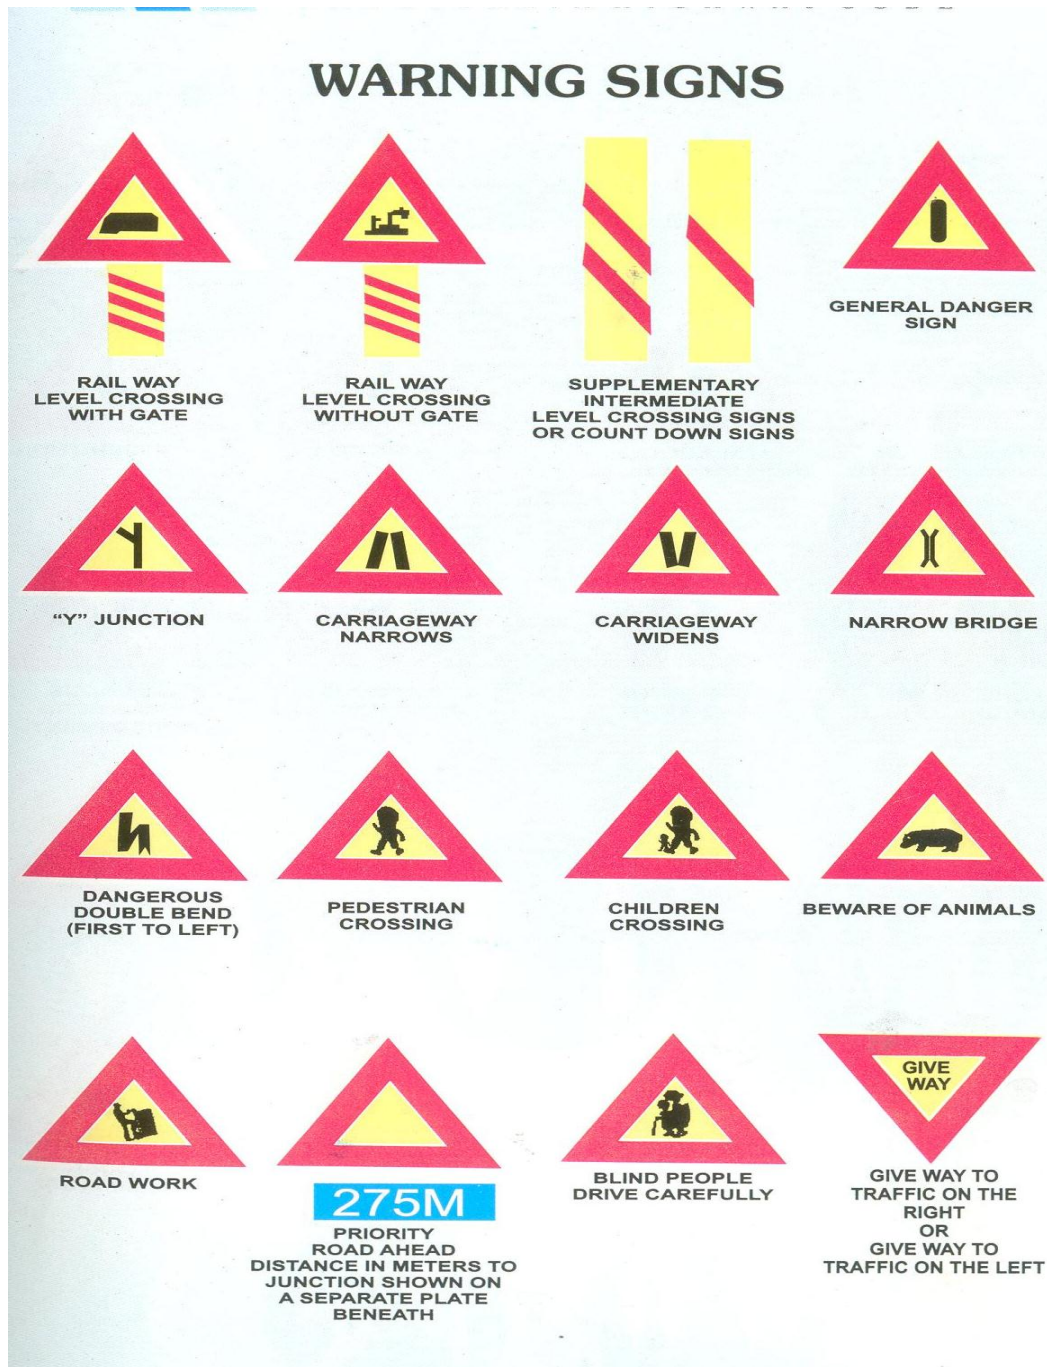 WARNING SIGNS
RAIL WAY
LEVEL CROSSING
WITH GATE
RAIL WAY
LEVEL CROSSING
WITHOUT GATE
SUPPLEMENTARY
INTERMEDIATE
LEVEL CROSSING SIGNS
OR COUNT DOWN SIGNS
GENERAL DANGER
SIGN
“Y” JUNCTION
CARRIAGEWAY
NARROWS
CARRIAGEWAY
WIDENS
NARROW BRIDGE
DANGEROUS
DOUBLE BEND
(FIRST TO LEFT)
PEDESTRIAN
CROSSING
CHILDREN
CROSSING
BEWARE OF ANIMALS
ROAD WORK
275M
PRIORITY
ROAD AHEAD
DISTANCE IN METERS TO
JUNCTION SHOWN ON
A SEPARATE PLATE
BENEATH
BLIND PEOPLE
DRIVE CAREFULLY
GIVE
WAY
GIVE WAY TO
TRAFFIC ON THE
RIGHT
OR
GIVE WAY TO
TRAFFIC ON THE LEFT